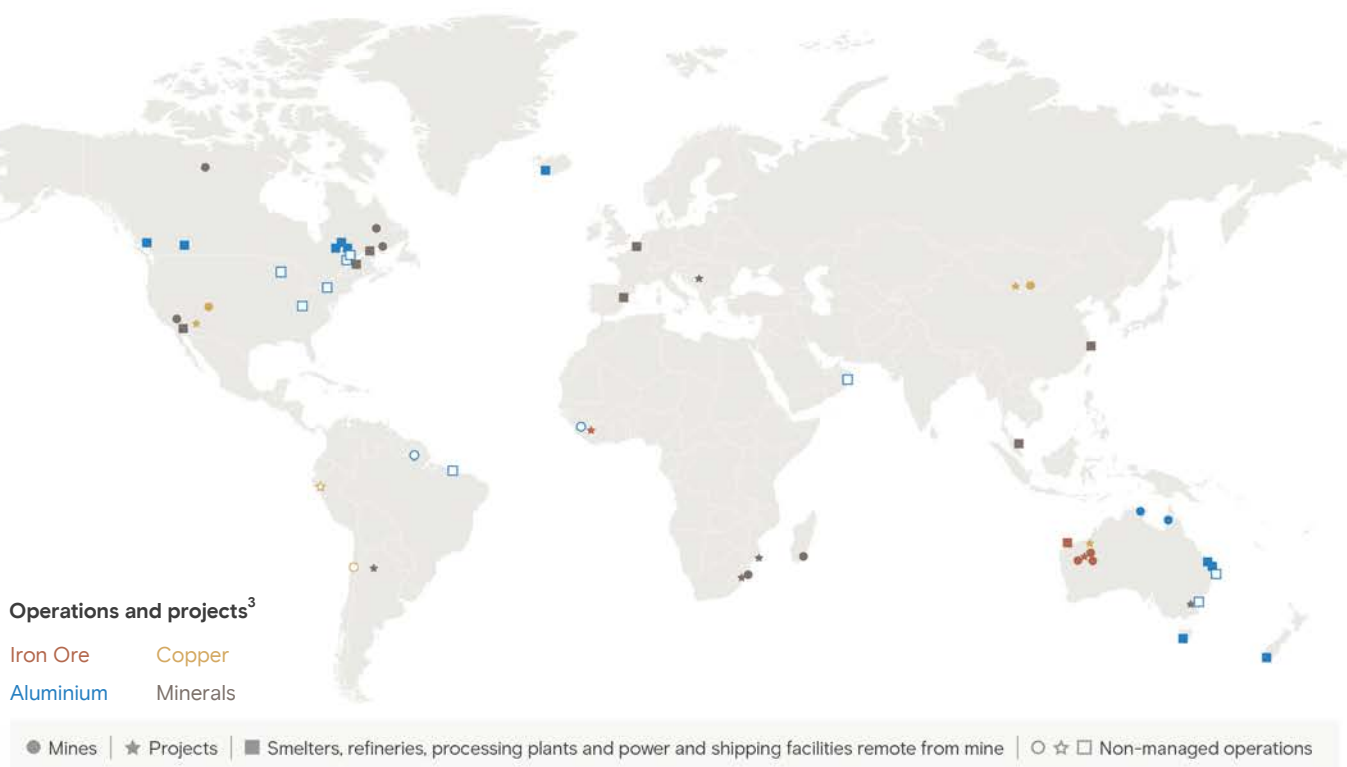 Operations and projects3
Iron Ore Copper
Aluminium Minerals
Mines | Projects | Smelters, refineries, processing plants and power and shipping facilities remote from mine | Non-managed operations